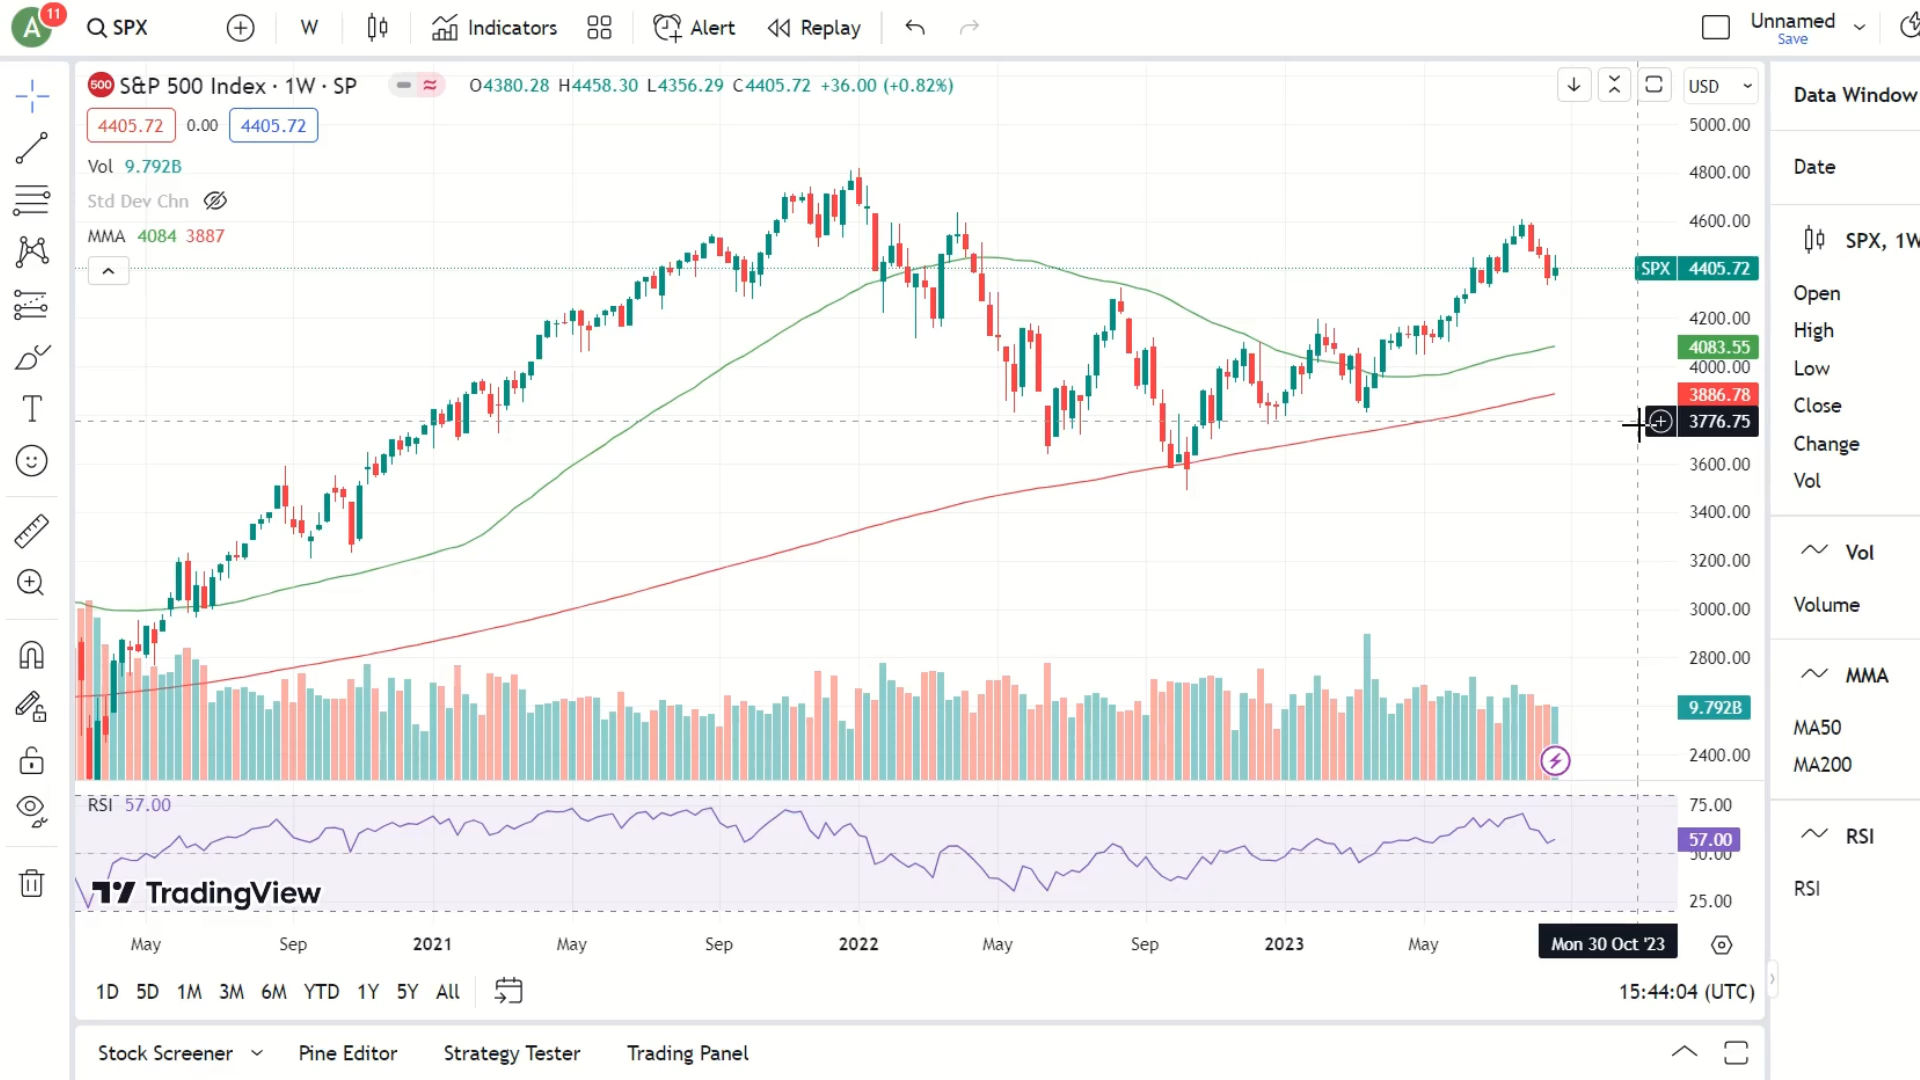 A 11 SPX W Indicators Alert Replay Unnamed
Save
500 S&P 500 Index · 1W · SP O4380.28 H4458.30 L4356.29 C4405.72 +36.00 (+0.82%) USD
4405.72 0.00 4405.72
Vol 9.792B
Std Dev Chn
MMA 4084 3887
5000.00
4800.00
4600.00
SPX 4405.72
4200.00
4083.55
4000.00
3886.78
3776.75
3600.00
3400.00
3200.00
3000.00
2800.00
9.792B
2400.00
RSI 57.00
75.00
57.00
50.00
25.00
TradingView
May Sep 2021 May Sep 2022 May Sep 2023 May Mon 30 Oct '23
1D 5D 1M 3M 6M YTD 1Y 5Y All 15:44:04 (UTC)
Stock Screener Pine Editor Strategy Tester Trading Panel
Data Window
Date
SPX, 1W
Open
High
Low
Close
Change
Vol
Vol
Volume
MMA
MA50
MA200
RSI
RSI